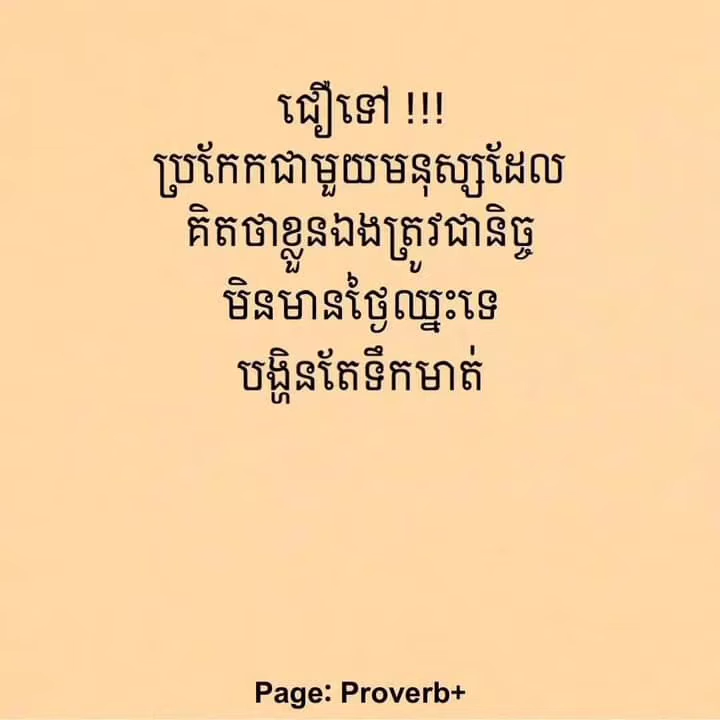 ជឿទៅ !!!
ប្រកែកជាមួយមនុស្សដែល
គិតថាខ្លួនឯងត្រូវជានិច្ច
មិនមានថ្ងៃឈ្នះទេ
បង្ហិនតែទឹកមាត់
Page: Proverb+